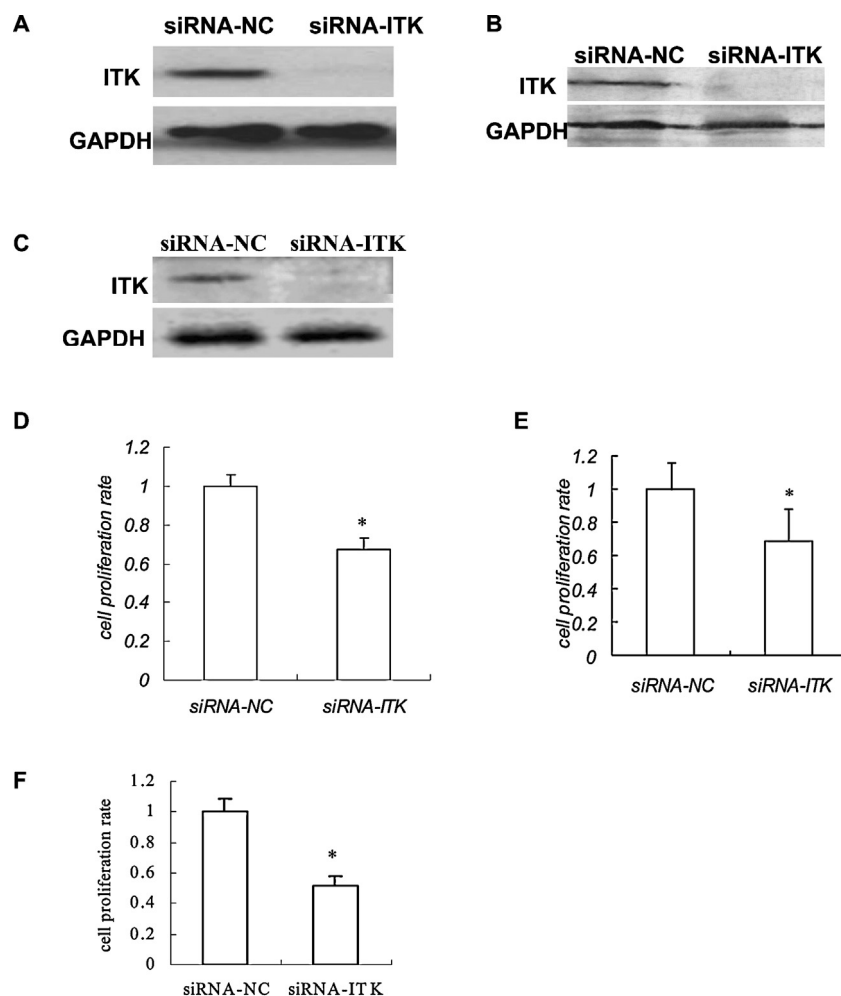 A
siRNA-NC siRNA-ITK
ITK
GAPDH
B
siRNA-NC siRNA-ITK
ITK
GAPDH
C
siRNA-NC siRNA-ITK
ITK
GAPDH
D
cell proliferation rate
1.2
1
0.8
0.6
0.4
0.2
0
*
siRNA-NC siRNA-ITK
E
cell proliferation rate
1.2
1
0.8
0.6
0.4
0.2
0
*
siRNA-NC siRNA-ITK
F
cell proliferation rate
1.2
1
0.8
0.6
0.4
0.2
0
*
siRNA-NC siRNA-ITK